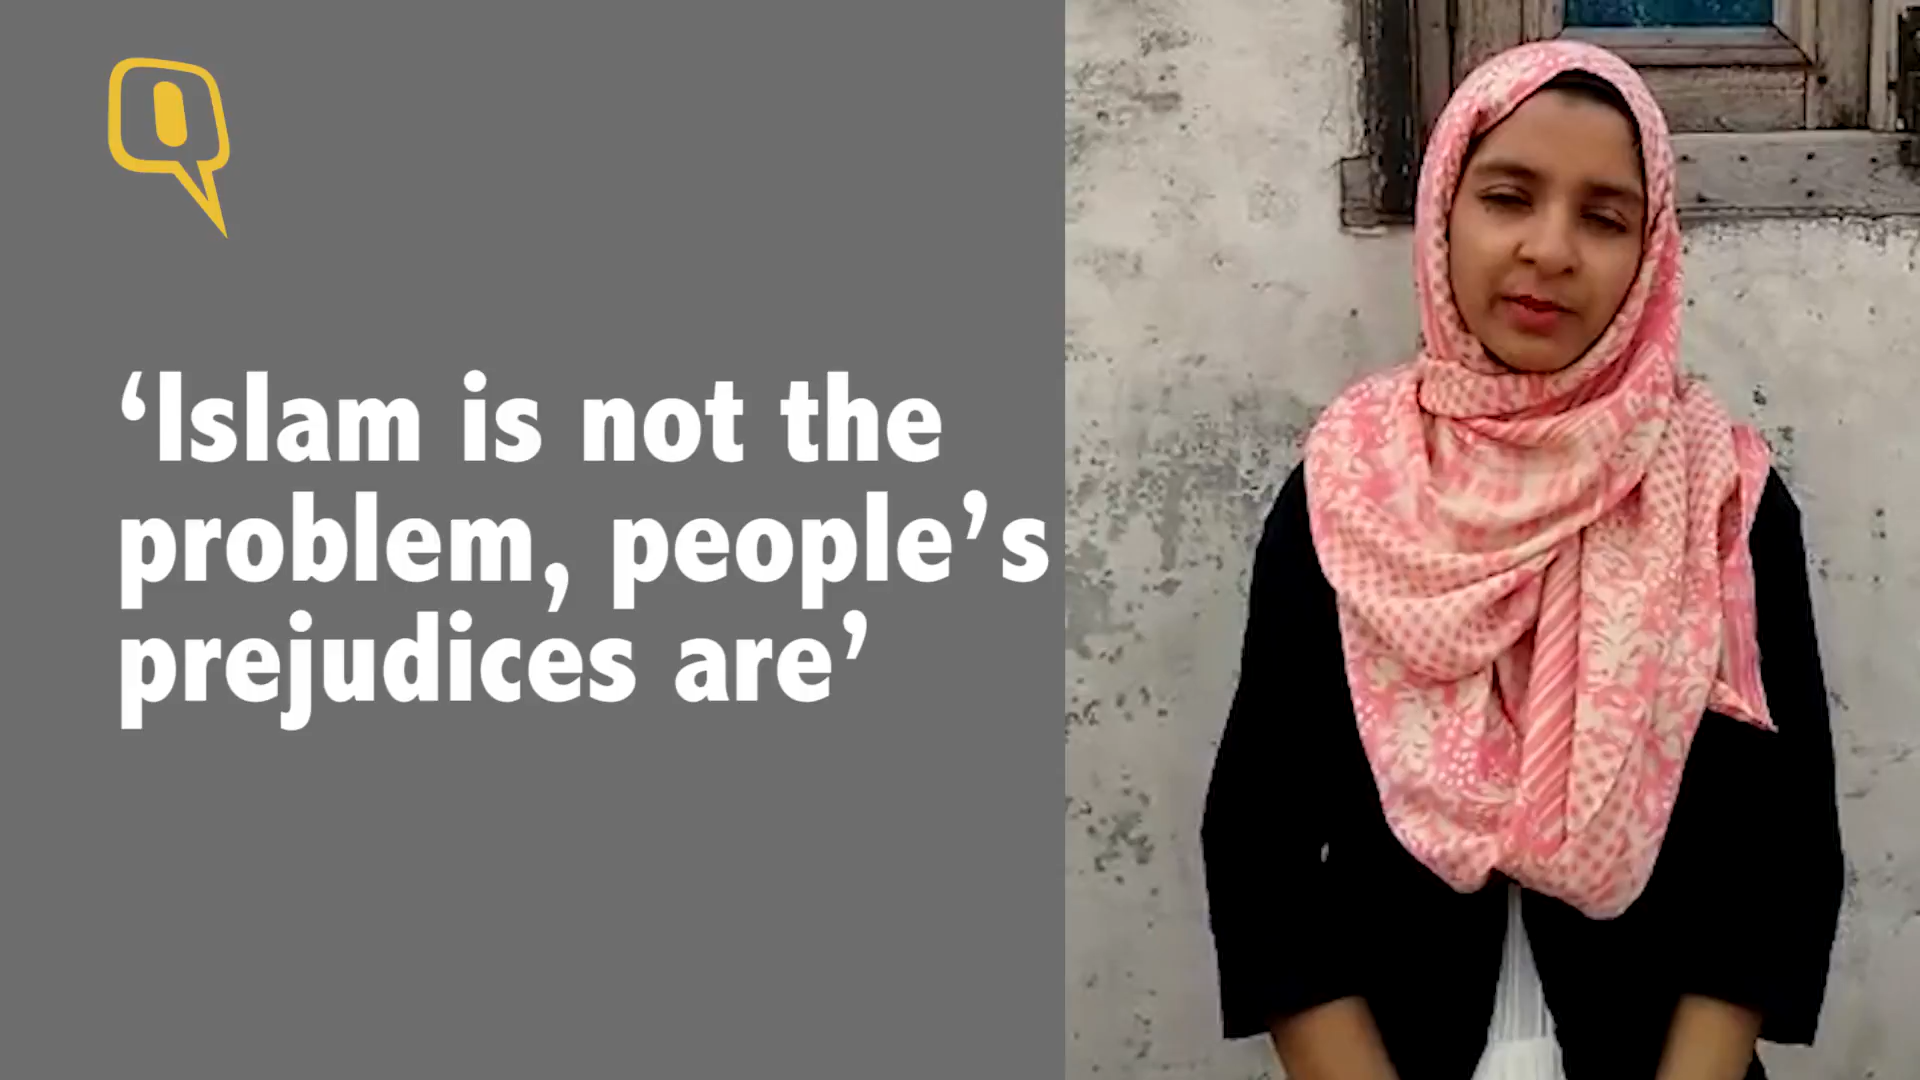 ‘Islam is not the
problem, people’s
prejudices are’